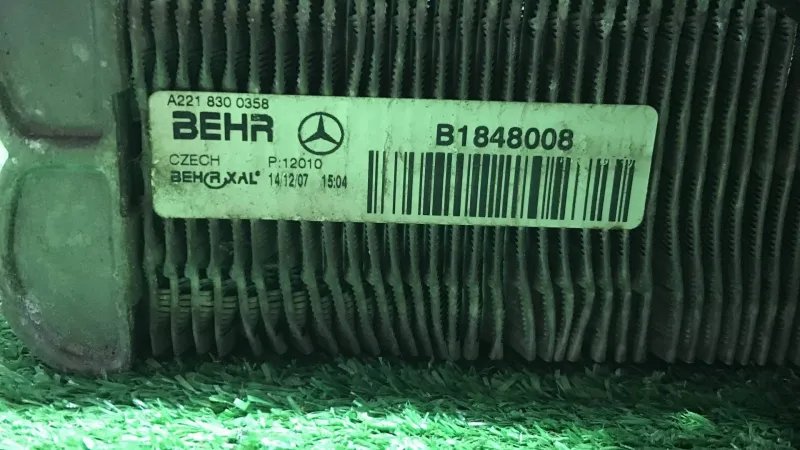 A221 830 0358
BEHR B1848008
CZECH P:12010
BEHR XAL® 14/12/07 15:04